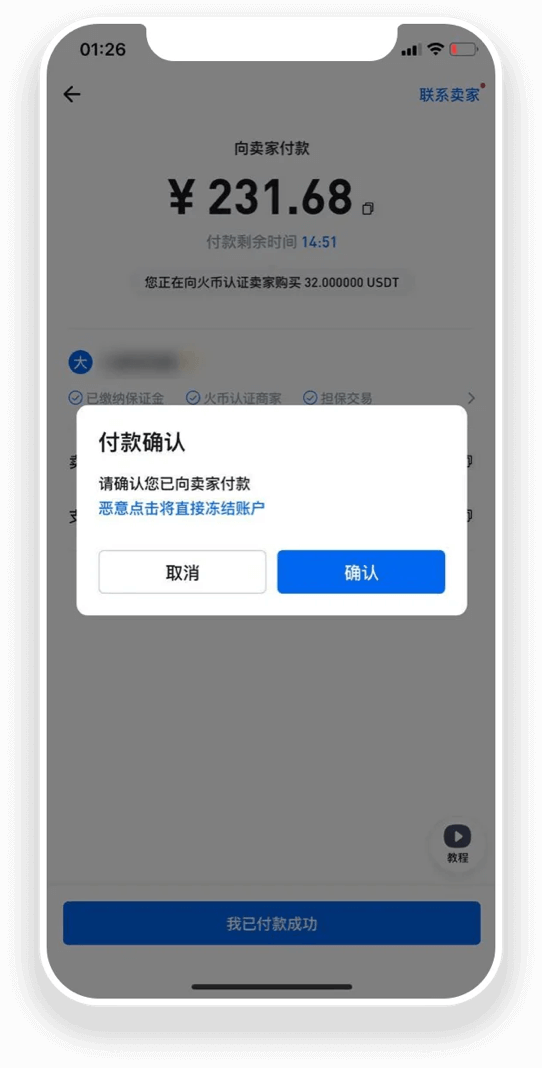 01:26
联系卖家
向卖家付款
¥ 231.68
付款剩余时间 14:51
您正在向火币认证卖家购买 32.000000 USDT
大
已缴纳保证金 火币认证商家 担保交易
付款确认
请确认您已向卖家付款
恶意点击将直接冻结账户
取消 确认
教程
我已付款成功